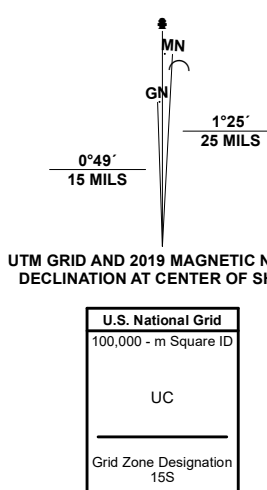 MN
GN
1°25´
25 MILS
0°49´
15 MILS
UTM GRID AND 2019 MAGNETIC
DECLINATION AT CENTER OF
U.S. National Grid
100,000 - m Square ID
UC
Grid Zone Designation
15S